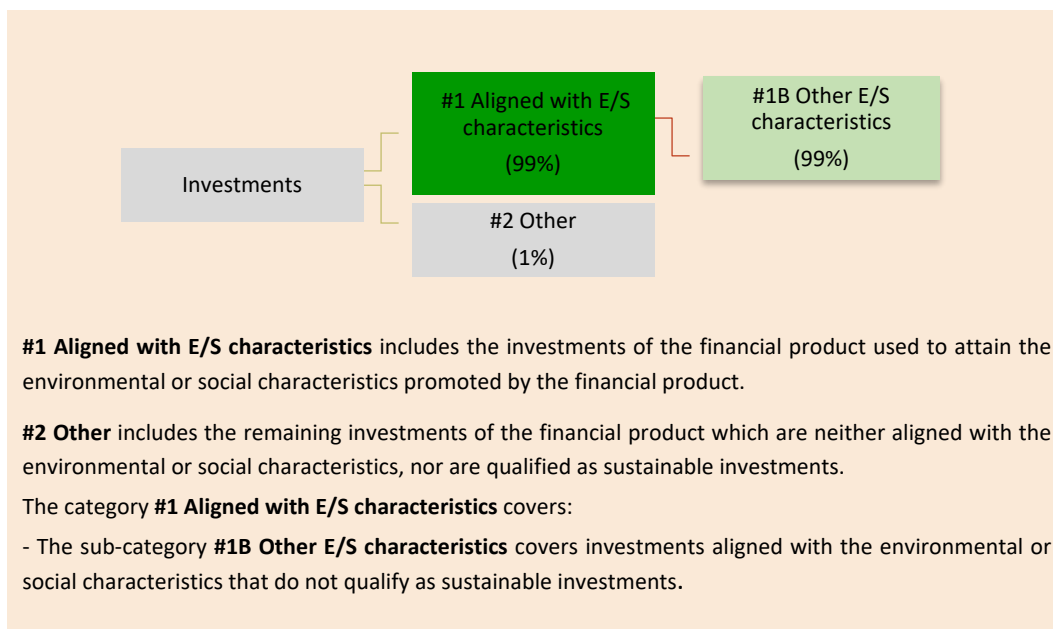 #1 Aligned with E/S
characteristics
(99%)
#1B Other E/S
characteristics
(99%)
Investments
#2 Other
(1%)
#1 Aligned with E/S characteristics includes the investments of the financial product used to attain the
environmental or social characteristics promoted by the financial product.
#2 Other includes the remaining investments of the financial product which are neither aligned with the
environmental or social characteristics, nor are qualified as sustainable investments.
The category #1 Aligned with E/S characteristics covers:
- The sub-category #1B Other E/S characteristics covers investments aligned with the environmental or
social characteristics that do not qualify as sustainable investments.